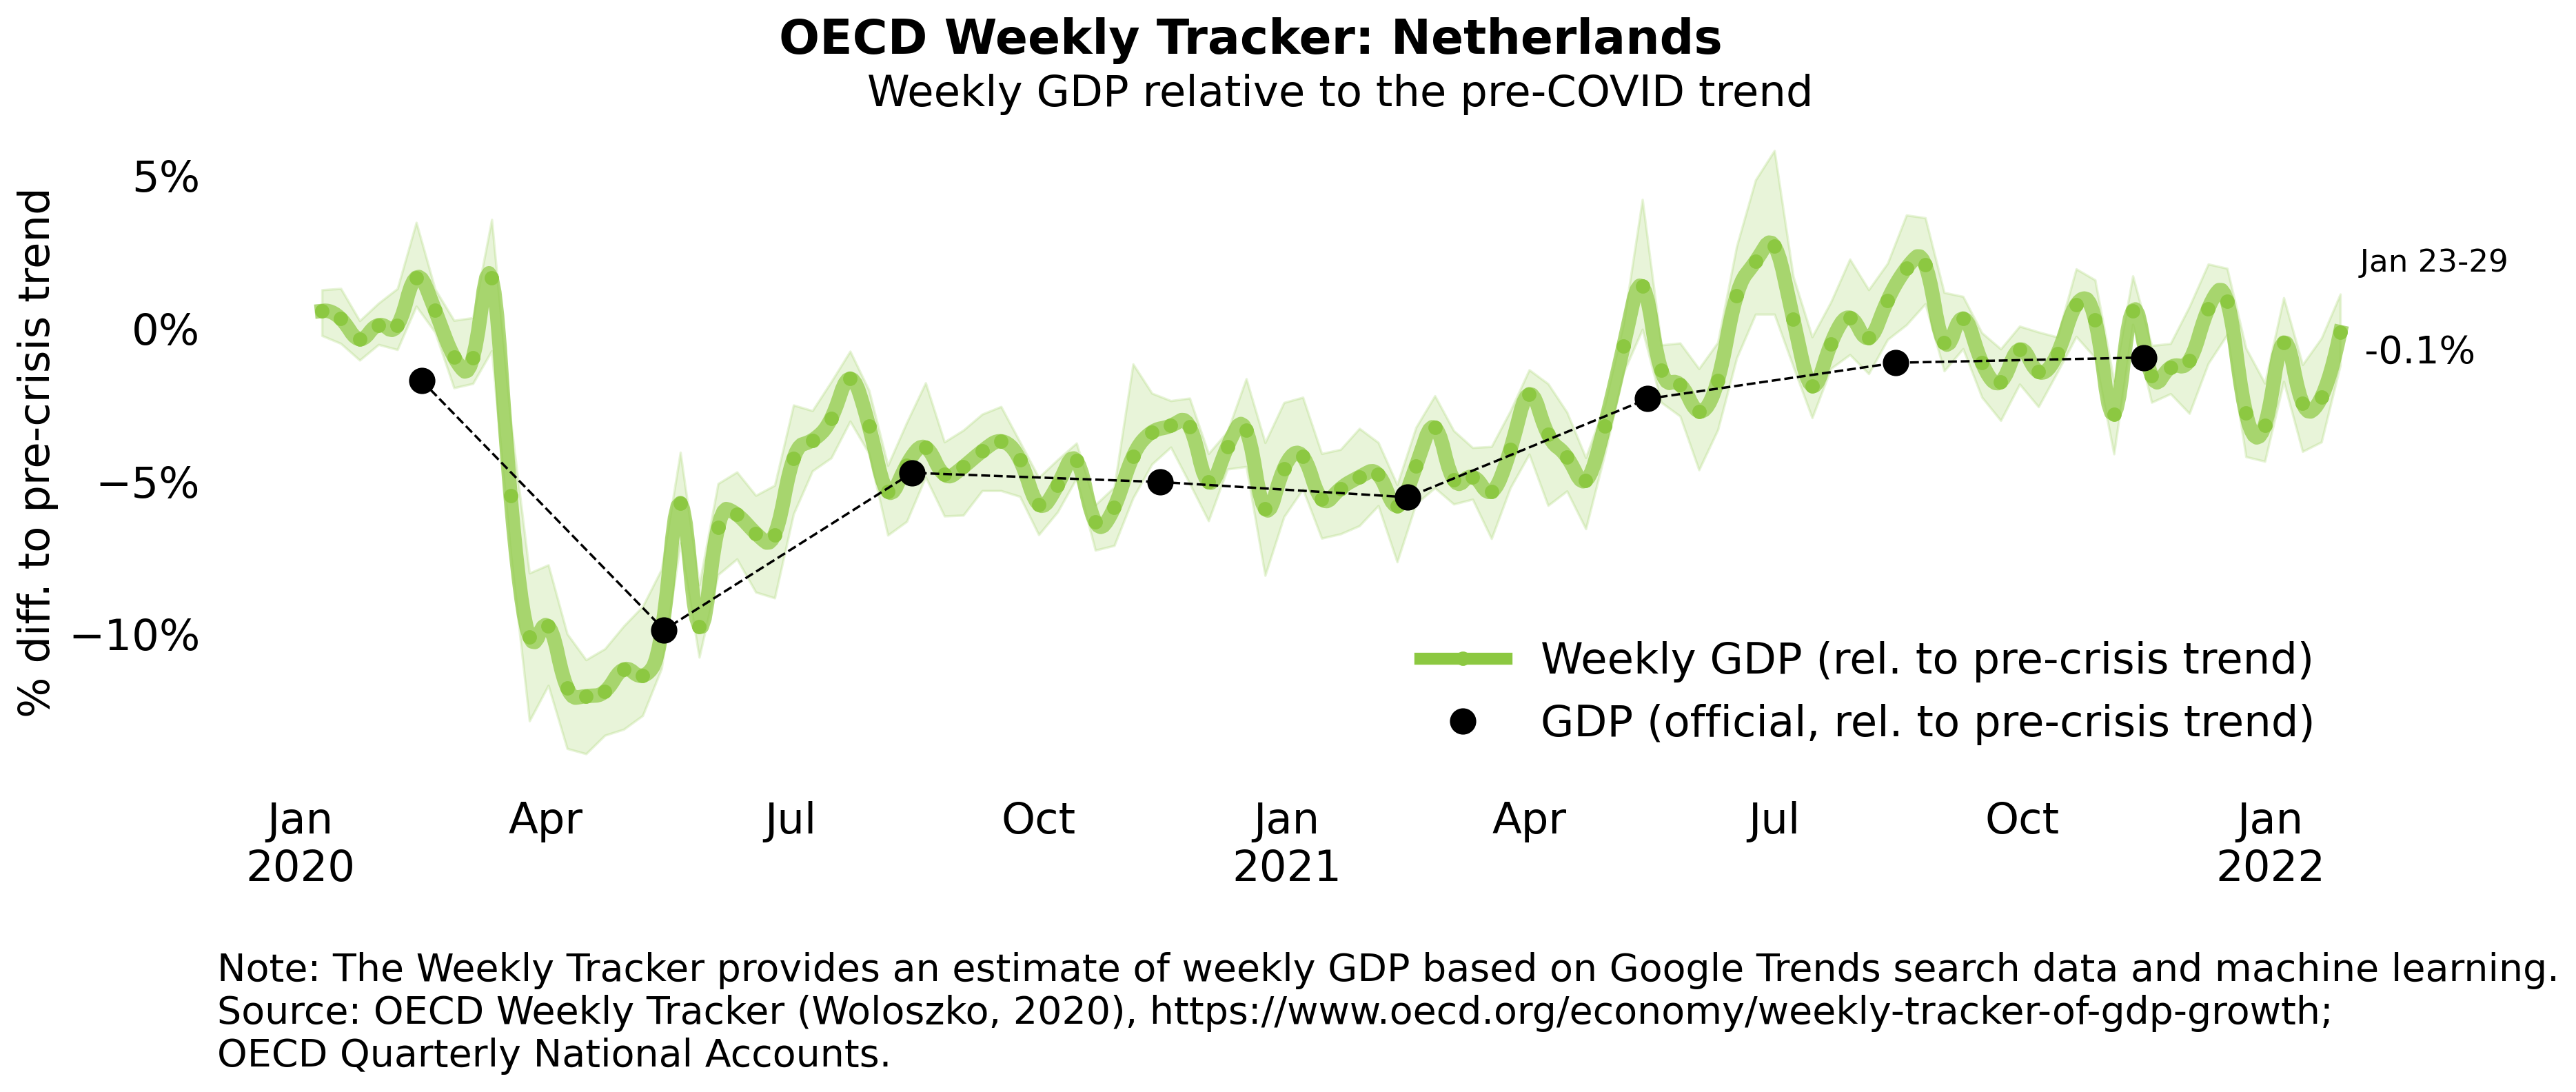 OECD Weekly Tracker: Netherlands
Weekly GDP relative to the pre-COVID trend
% diff. to pre-crisis trend
5%
0%
−5%
−10%
Jan 23-29
-0.1%
Weekly GDP (rel. to pre-crisis trend)
GDP (official, rel. to pre-crisis trend)
Jan Apr Jul Oct Jan Apr Jul Oct Jan
2020 2021 2022
Note: The Weekly Tracker provides an estimate of weekly GDP based on Google Trends search data and machine learning.
Source: OECD Weekly Tracker (Woloszko, 2020), https://www.oecd.org/economy/weekly-tracker-of-gdp-growth;
OECD Quarterly National Accounts.